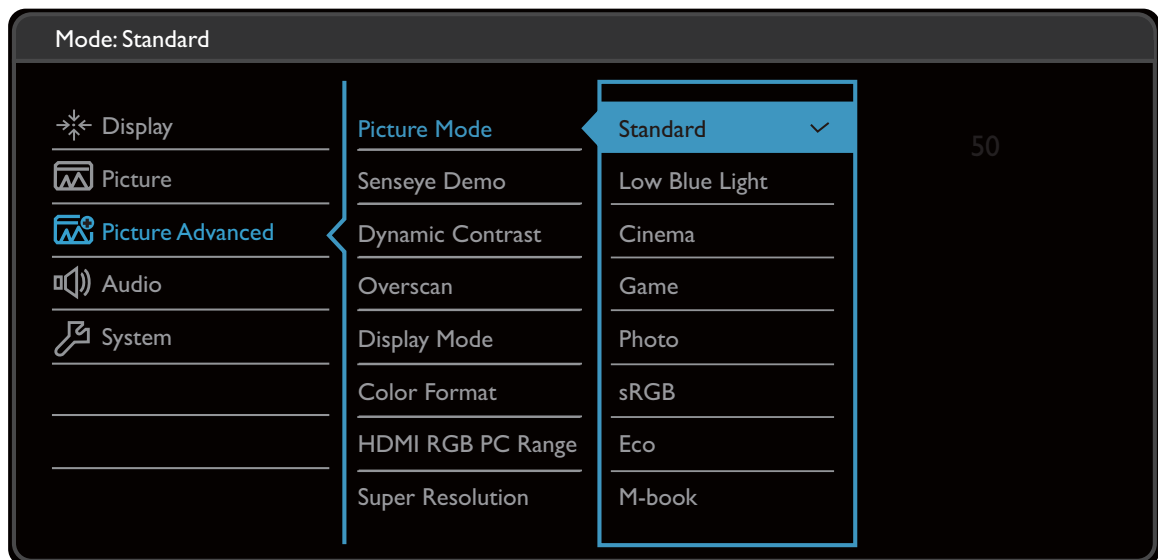 Mode: Standard
Display
Picture
Picture Advanced
Audio
System
Picture Mode
Senseye Demo
Dynamic Contrast
Overscan
Display Mode
Color Format
HDMI RGB PC Range
Super Resolution
Standard
Low Blue Light
Cinema
Game
Photo
sRGB
Eco
M-book
50